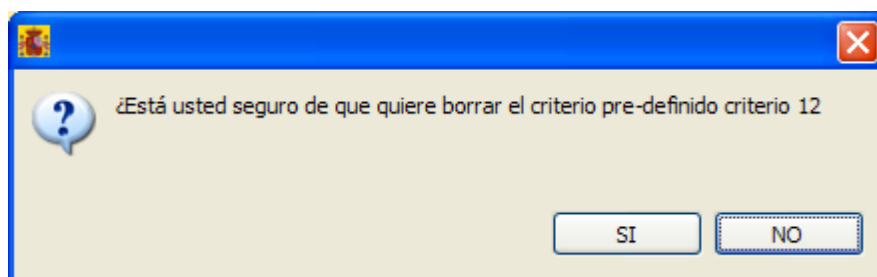 ¿Está usted seguro de que quiere borrar el criterio pre-definido criterio 12
SI
NO